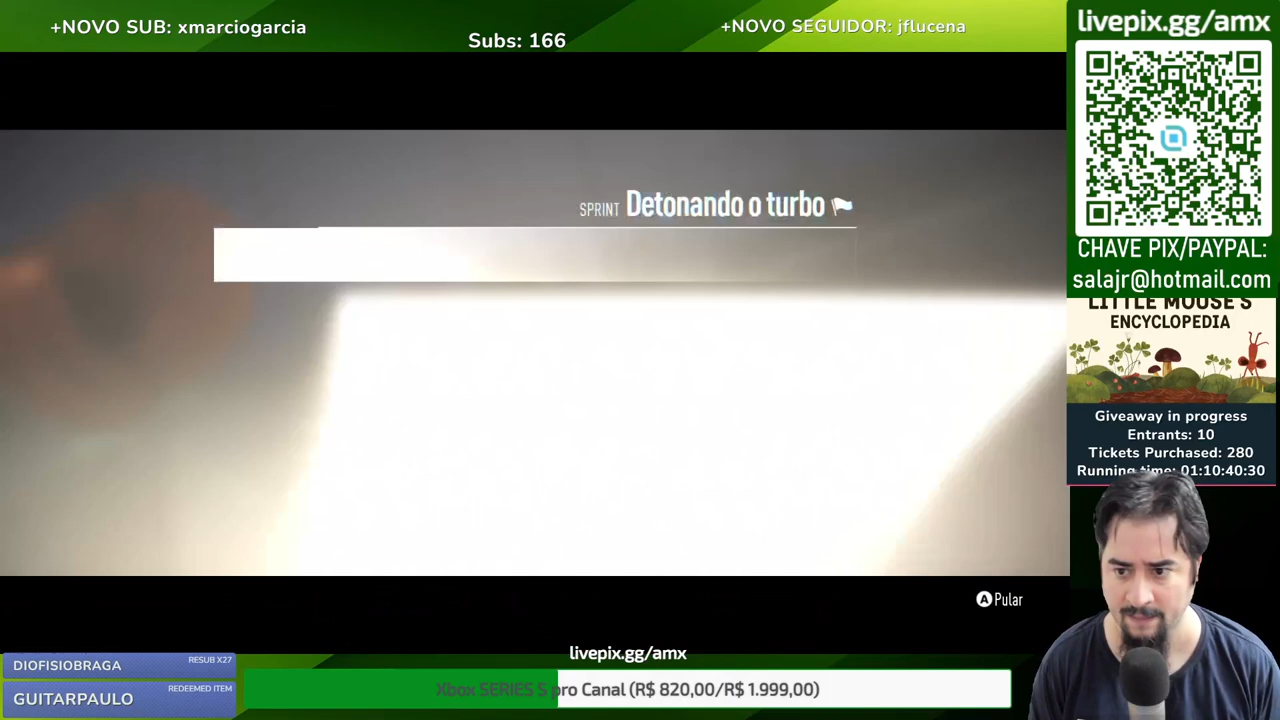 +NOVO SUB: xmarciogarcia
Subs: 166
+NOVO SEGUIDOR: jflucena
livepix.gg/amx
CHAVE PIX/PAYPAL:
salajr@hotmail.com
SPRINT Detonando o turbo
LITTLE MOUSE'S
ENCYCLOPEDIA
Giveaway in progress
Entrants: 10
Tickets Purchased: 280
Running time: 01:10:40:30
A Pular
livepix.gg/amx
DIOFISIOBRAGA RESUB X27
GUITARPAULO REDEEMED ITEM
Xbox SERIES S pro Canal (R$ 820,00/R$ 1.999,00)